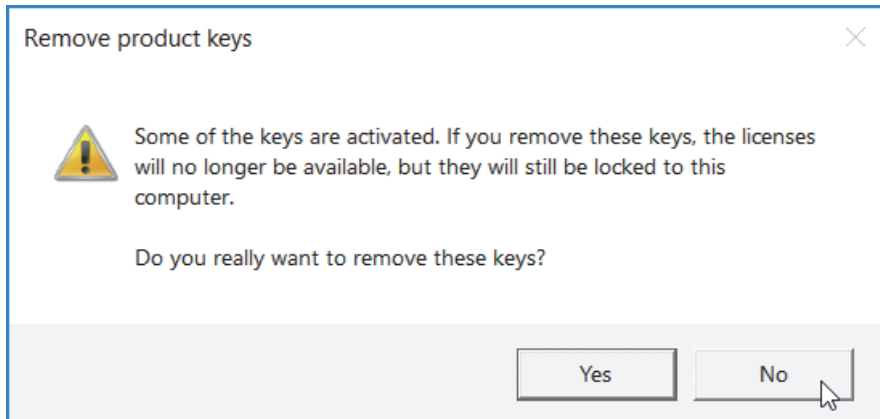 Remove product keys
Some of the keys are activated. If you remove these keys, the licenses
will no longer be available, but they will still be locked to this
computer.
Do you really want to remove these keys?
Yes
No